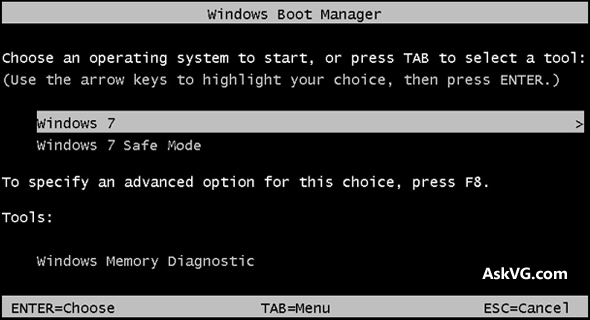 Windows Boot Manager
Choose an operating system to start, or press TAB to select a tool:
(Use the arrow keys to highlight your choice, then press ENTER.)
Windows 7 >
Windows 7 Safe Mode
To specify an advanced option for this choice, press F8.
Tools:
Windows Memory Diagnostic
AskVG.com
ENTER=Choose TAB=Menu ESC=Cancel